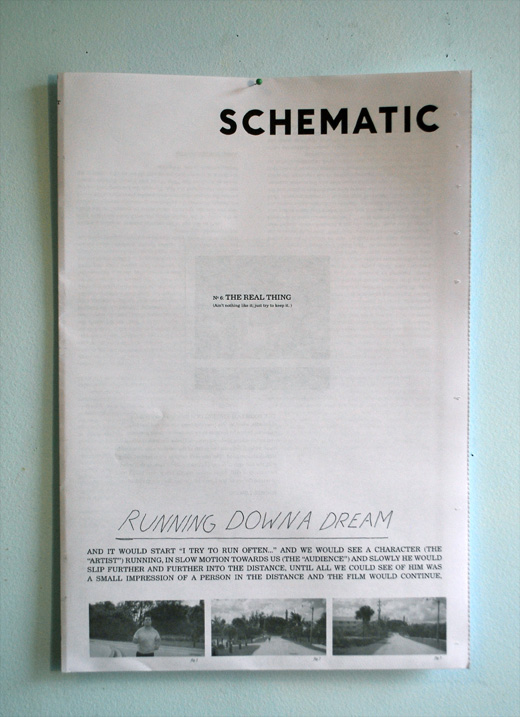 SCHEMATIC
Nº 6: THE REAL THING
(Ain't nothing like it; just try to keep it.)
RUNNING DOWN A DREAM
AND IT WOULD START "I TRY TO RUN OFTEN..." AND WE WOULD SEE A CHARACTER (THE
"ARTIST") RUNNING, IN SLOW MOTION TOWARDS US (THE "AUDIENCE") AND SLOWLY HE WOULD
SLIP FURTHER AND FURTHER INTO THE DISTANCE, UNTIL ALL WE COULD SEE OF HIM WAS
A SMALL IMPRESSION OF A PERSON IN THE DISTANCE AND THE FILM WOULD CONTINUE.